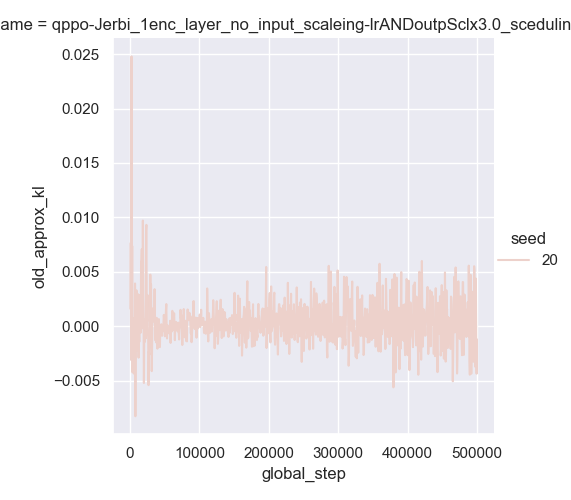 ame = qppo-Jerbi_1enc_layer_no_input_scaleing-lrANDoutpSclx3.0_scedulin
0.025
0.020
0.015
0.010
0.005
0.000
−0.005
old_approx_kl
seed
20
0 100000 200000 300000 400000 500000
global_step